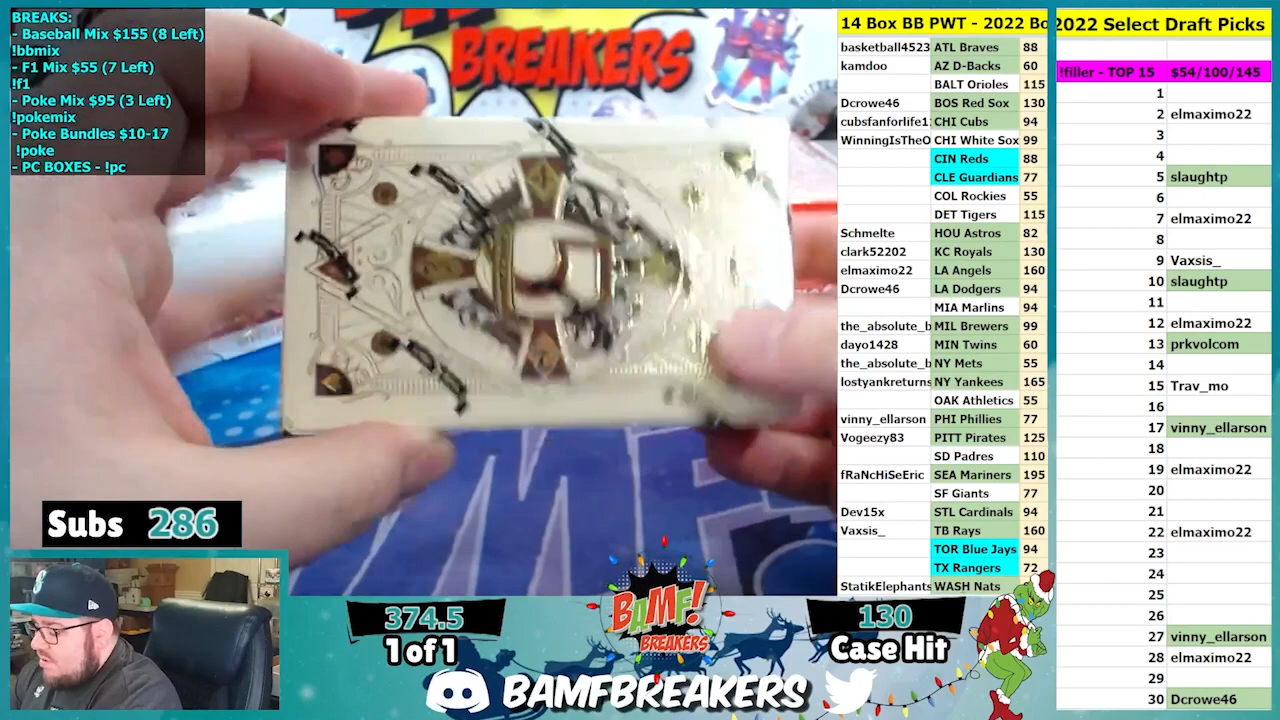 BREAKS:
- Baseball Mix $155 (8 Left)
!bbmix
- F1 Mix $55 (7 Left)
!f1
- Poke Mix $95 (3 Left)
!pokemix
- Poke Bundles $10-17
!poke
- PC BOXES - !pc
BREAKERS
Subs 286
374.5
1 of 1
BAMF!
BREAKERS
130
Case Hit
BAMFBREAKERS
14 Box BB PWT - 2022 Bo
basketball4523 ATL Braves 88
kamdoo AZ D-Backs 60
BALT Orioles 115
Dcrowe46 BOS Red Sox 130
cubsfanforlife1 CHI Cubs 94
WinningIsTheO CHI White Sox 99
CIN Reds 88
CLE Guardians 77
COL Rockies 55
DET Tigers 115
Schmelte HOU Astros 82
clark52202 KC Royals 130
elmaximo22 LA Angels 160
Dcrowe46 LA Dodgers 94
MIA Marlins 94
the_absolute_b MIL Brewers 99
dayo1428 MIN Twins 60
the_absolute_b NY Mets 55
lostyankreturns NY Yankees 165
OAK Athletics 55
vinny_ellarson PHI Phillies 77
Vogeezy83 PITT Pirates 125
SD Padres 110
fRaNcHiSeEric SEA Mariners 195
SF Giants 77
Dev15x STL Cardinals 94
Vaxsis_ TB Rays 160
TOR Blue Jays 94
TX Rangers 72
StatikElephants WASH Nats
2022 Select Draft Picks
!filler - TOP 15 $54/100/145
1
2 elmaximo22
3
4
5 slaughtp
6
7 elmaximo22
8
9 Vaxsis_
10 slaughtp
11
12 elmaximo22
13 prkvolcom
14
15 Trav_mo
16
17 vinny_ellarson
18
19 elmaximo22
20
21
22 elmaximo22
23
24
25
26
27 vinny_ellarson
28 elmaximo22
29
30 Dcrowe46